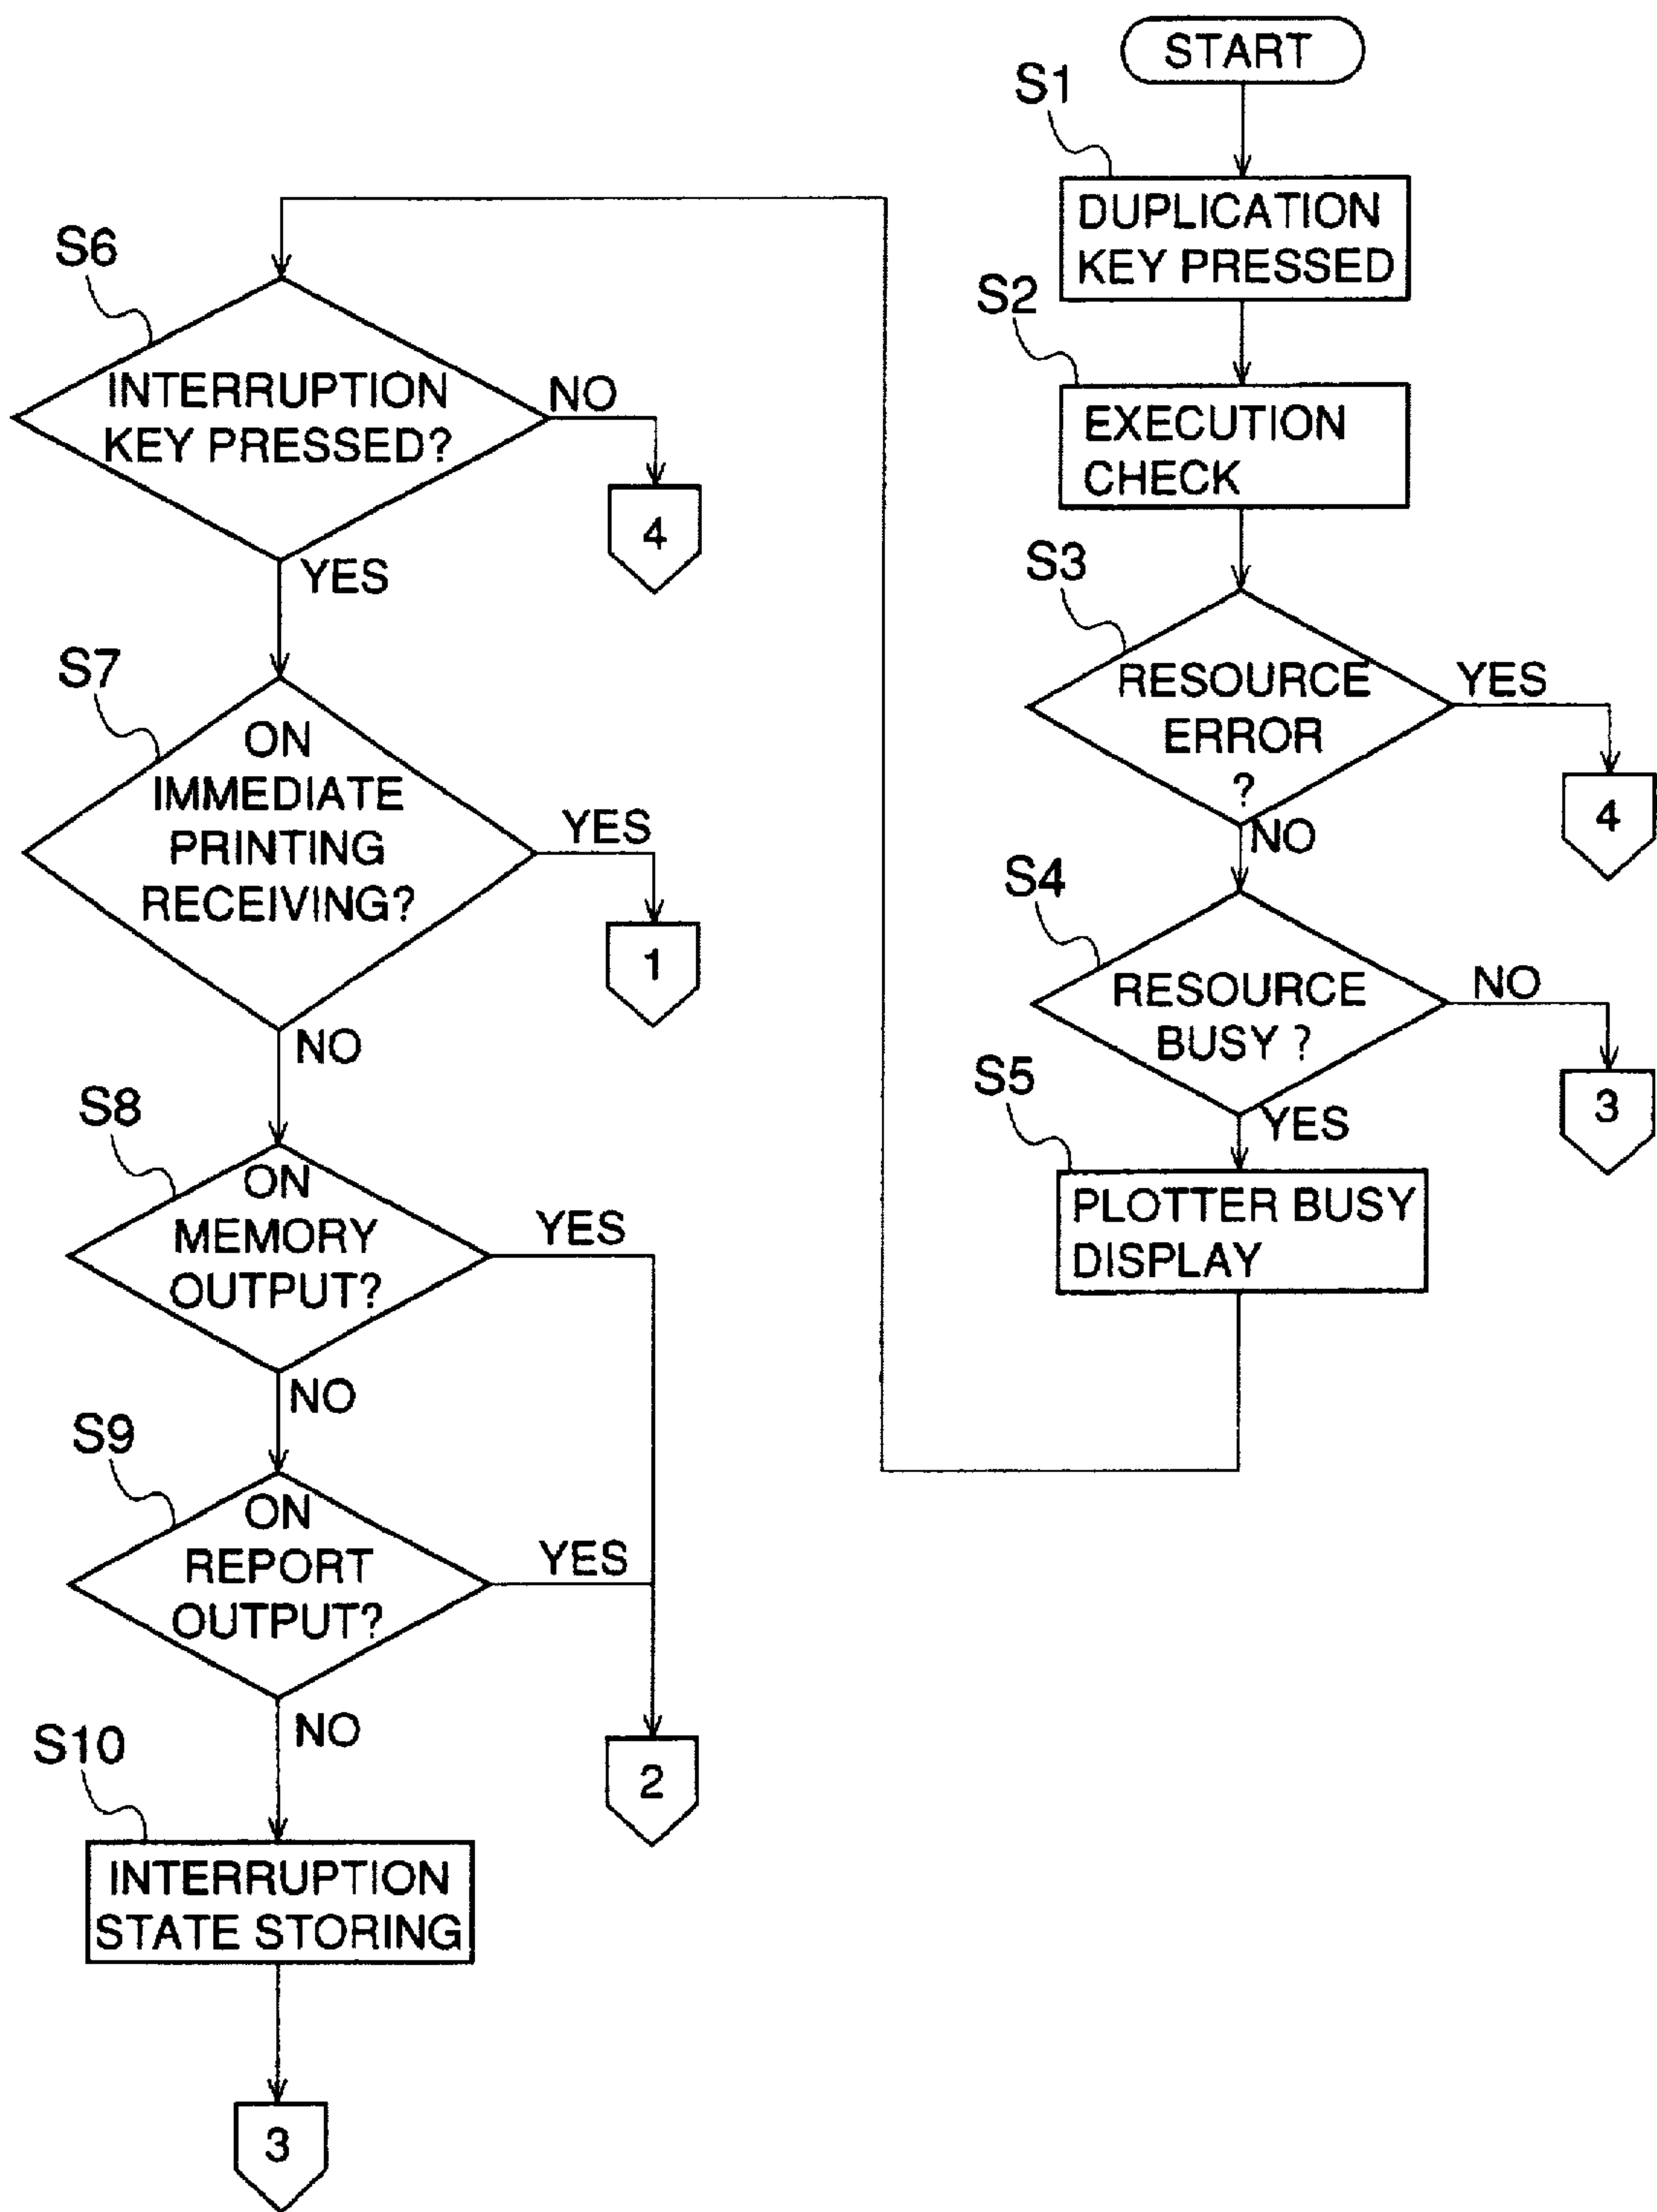 START
S1
DUPLICATION
KEY PRESSED
S2
EXECUTION
CHECK
S3
RESOURCE
ERROR
?
YES
4
NO
S4
RESOURCE
BUSY ?
NO
3
YES
S5
PLOTTER BUSY
DISPLAY
S6
INTERRUPTION
KEY PRESSED?
NO
4
YES
S7
ON
IMMEDIATE
PRINTING
RECEIVING?
YES
1
NO
S8
ON
MEMORY
OUTPUT?
YES
NO
S9
ON
REPORT
OUTPUT?
YES
2
NO
S10
INTERRUPTION
STATE STORING
3